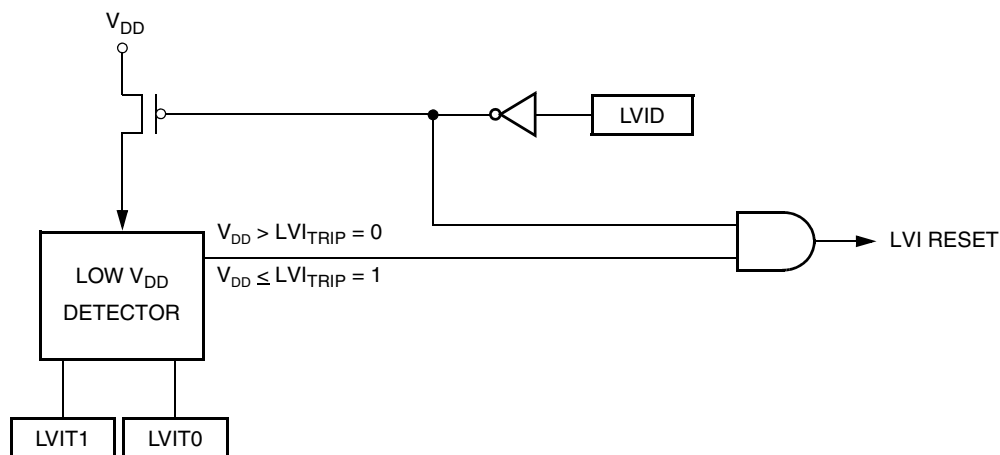 V_DD
LVID
V_DD > LVI_TRIP = 0
LVI RESET
V_DD ≤ LVI_TRIP = 1
LOW V_DD
DETECTOR
LVIT1
LVIT0